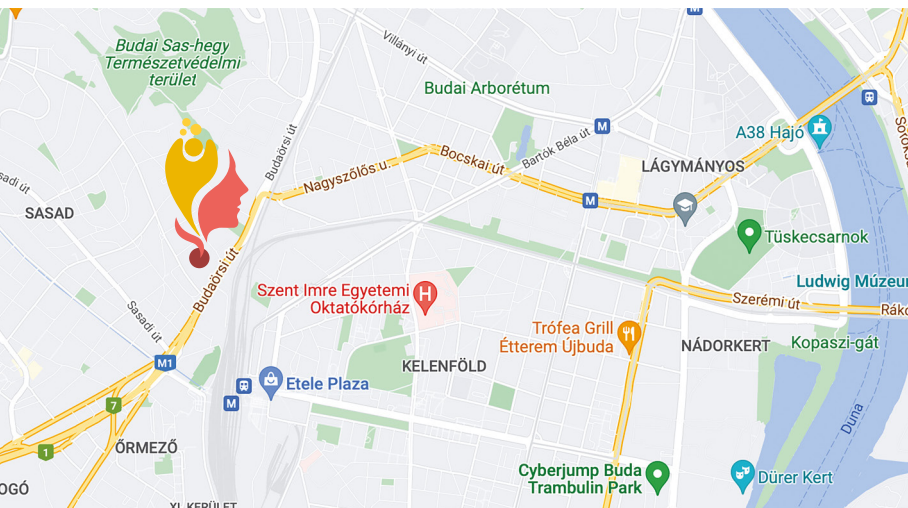 Villányi út
M
Budai Sas-hegy
Természetvédelmi
terület
Budai Arborétum
M
A38 Hajó
Budaörsi út
Bartók Béla út
Bocskai út
Nagyszőlős u.
LÁGYMÁNYOS
M
SASAD
Tüskecsarnok
Budaörsi út
Szent Imre Egyetemi
Oktatókórház
H
Ludwig Múzeum
Szerémi út
Sasadi út
Trófea Grill
Étterem Újbuda
NÁDORKERT
Kopaszi-gát
M1
KELENFÖLD
Etele Plaza
M
7
Duna
ŐRMEZŐ
1
Cyberjump Buda
Trambulin Park
Dürer Kert
XI. KERÜLET